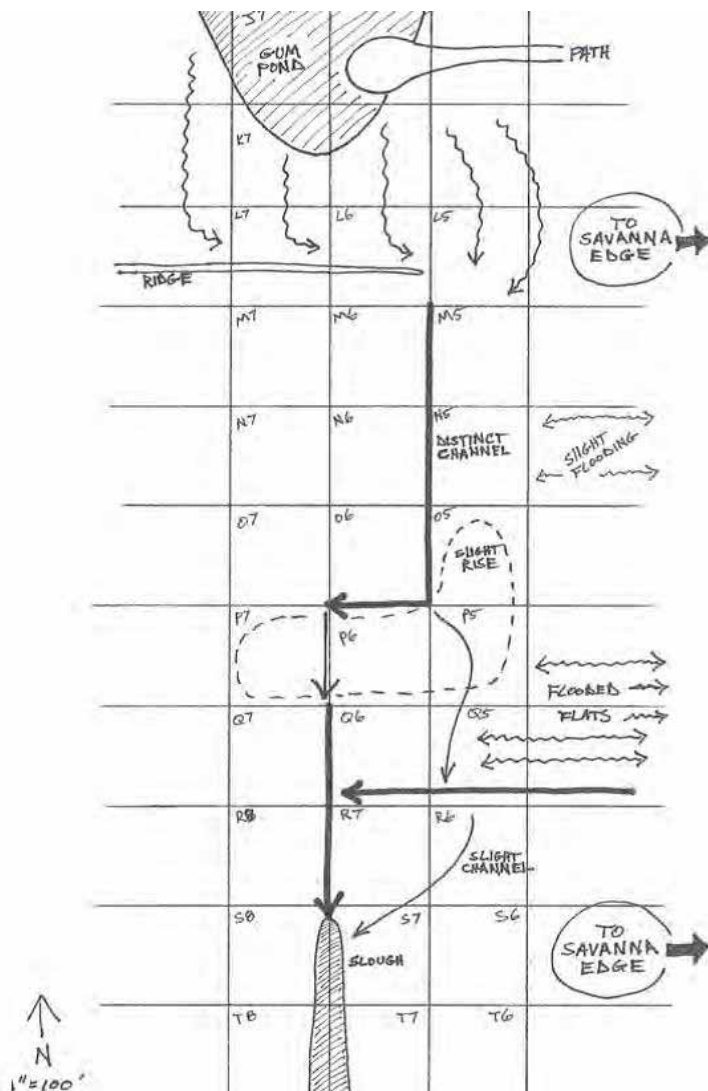 J7
GUM
POND
PATH
K7
L7
L6
L5
TO
SAVANNA
EDGE
RIDGE
M7
M6
M5
N7
N6
N5
DISTINCT
CHANNEL
SLIGHT
FLOODING
O7
O6
O5
SLIGHT
RISE
P7
P6
P5
FLOODED
FLATS
Q7
Q6
Q5
R8
R7
R6
SLIGHT
CHANNEL
S8
S7
S6
TO
SAVANNA
EDGE
SLOUGH
T8
T7
T6
N
1"=100'